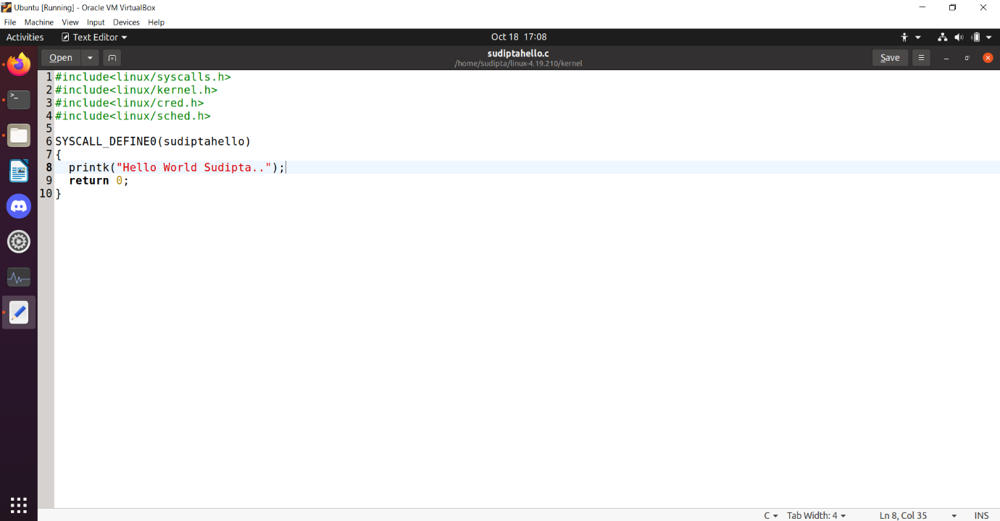 Ubuntu [Running] - Oracle VM VirtualBox
File Machine View Input Devices Help
Activities Text Editor Oct 18 17:08
Open sudiptahello.c Save
/home/sudipta/linux-4.19.210/kernel
1 #include<linux/syscalls.h>
2 #include<linux/kernel.h>
3 #include<linux/cred.h>
4 #include<linux/sched.h>
5
6 SYSCALL_DEFINE0(sudiptahello)
7 {
8 printk("Hello World Sudipta..");
9 return 0;
10 }
C Tab Width: 4 Ln 8, Col 35 INS